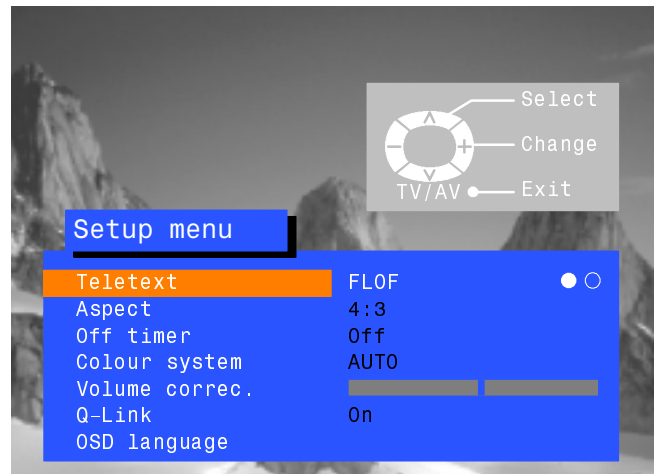 Select
Change
TV/AV Exit
Setup menu
Teletext FLOF
Aspect 4:3
Off timer Off
Colour system AUTO
Volume correc.
Q-Link On
OSD language